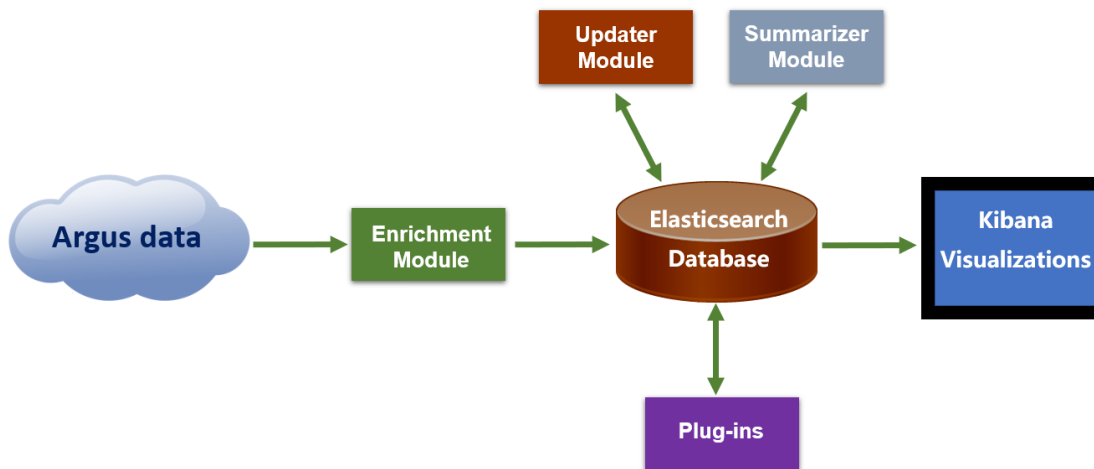 Updater
Module
Summarizer
Module
Argus data
Enrichment
Module
Elasticsearch
Database
Kibana
Visualizations
Plug-ins